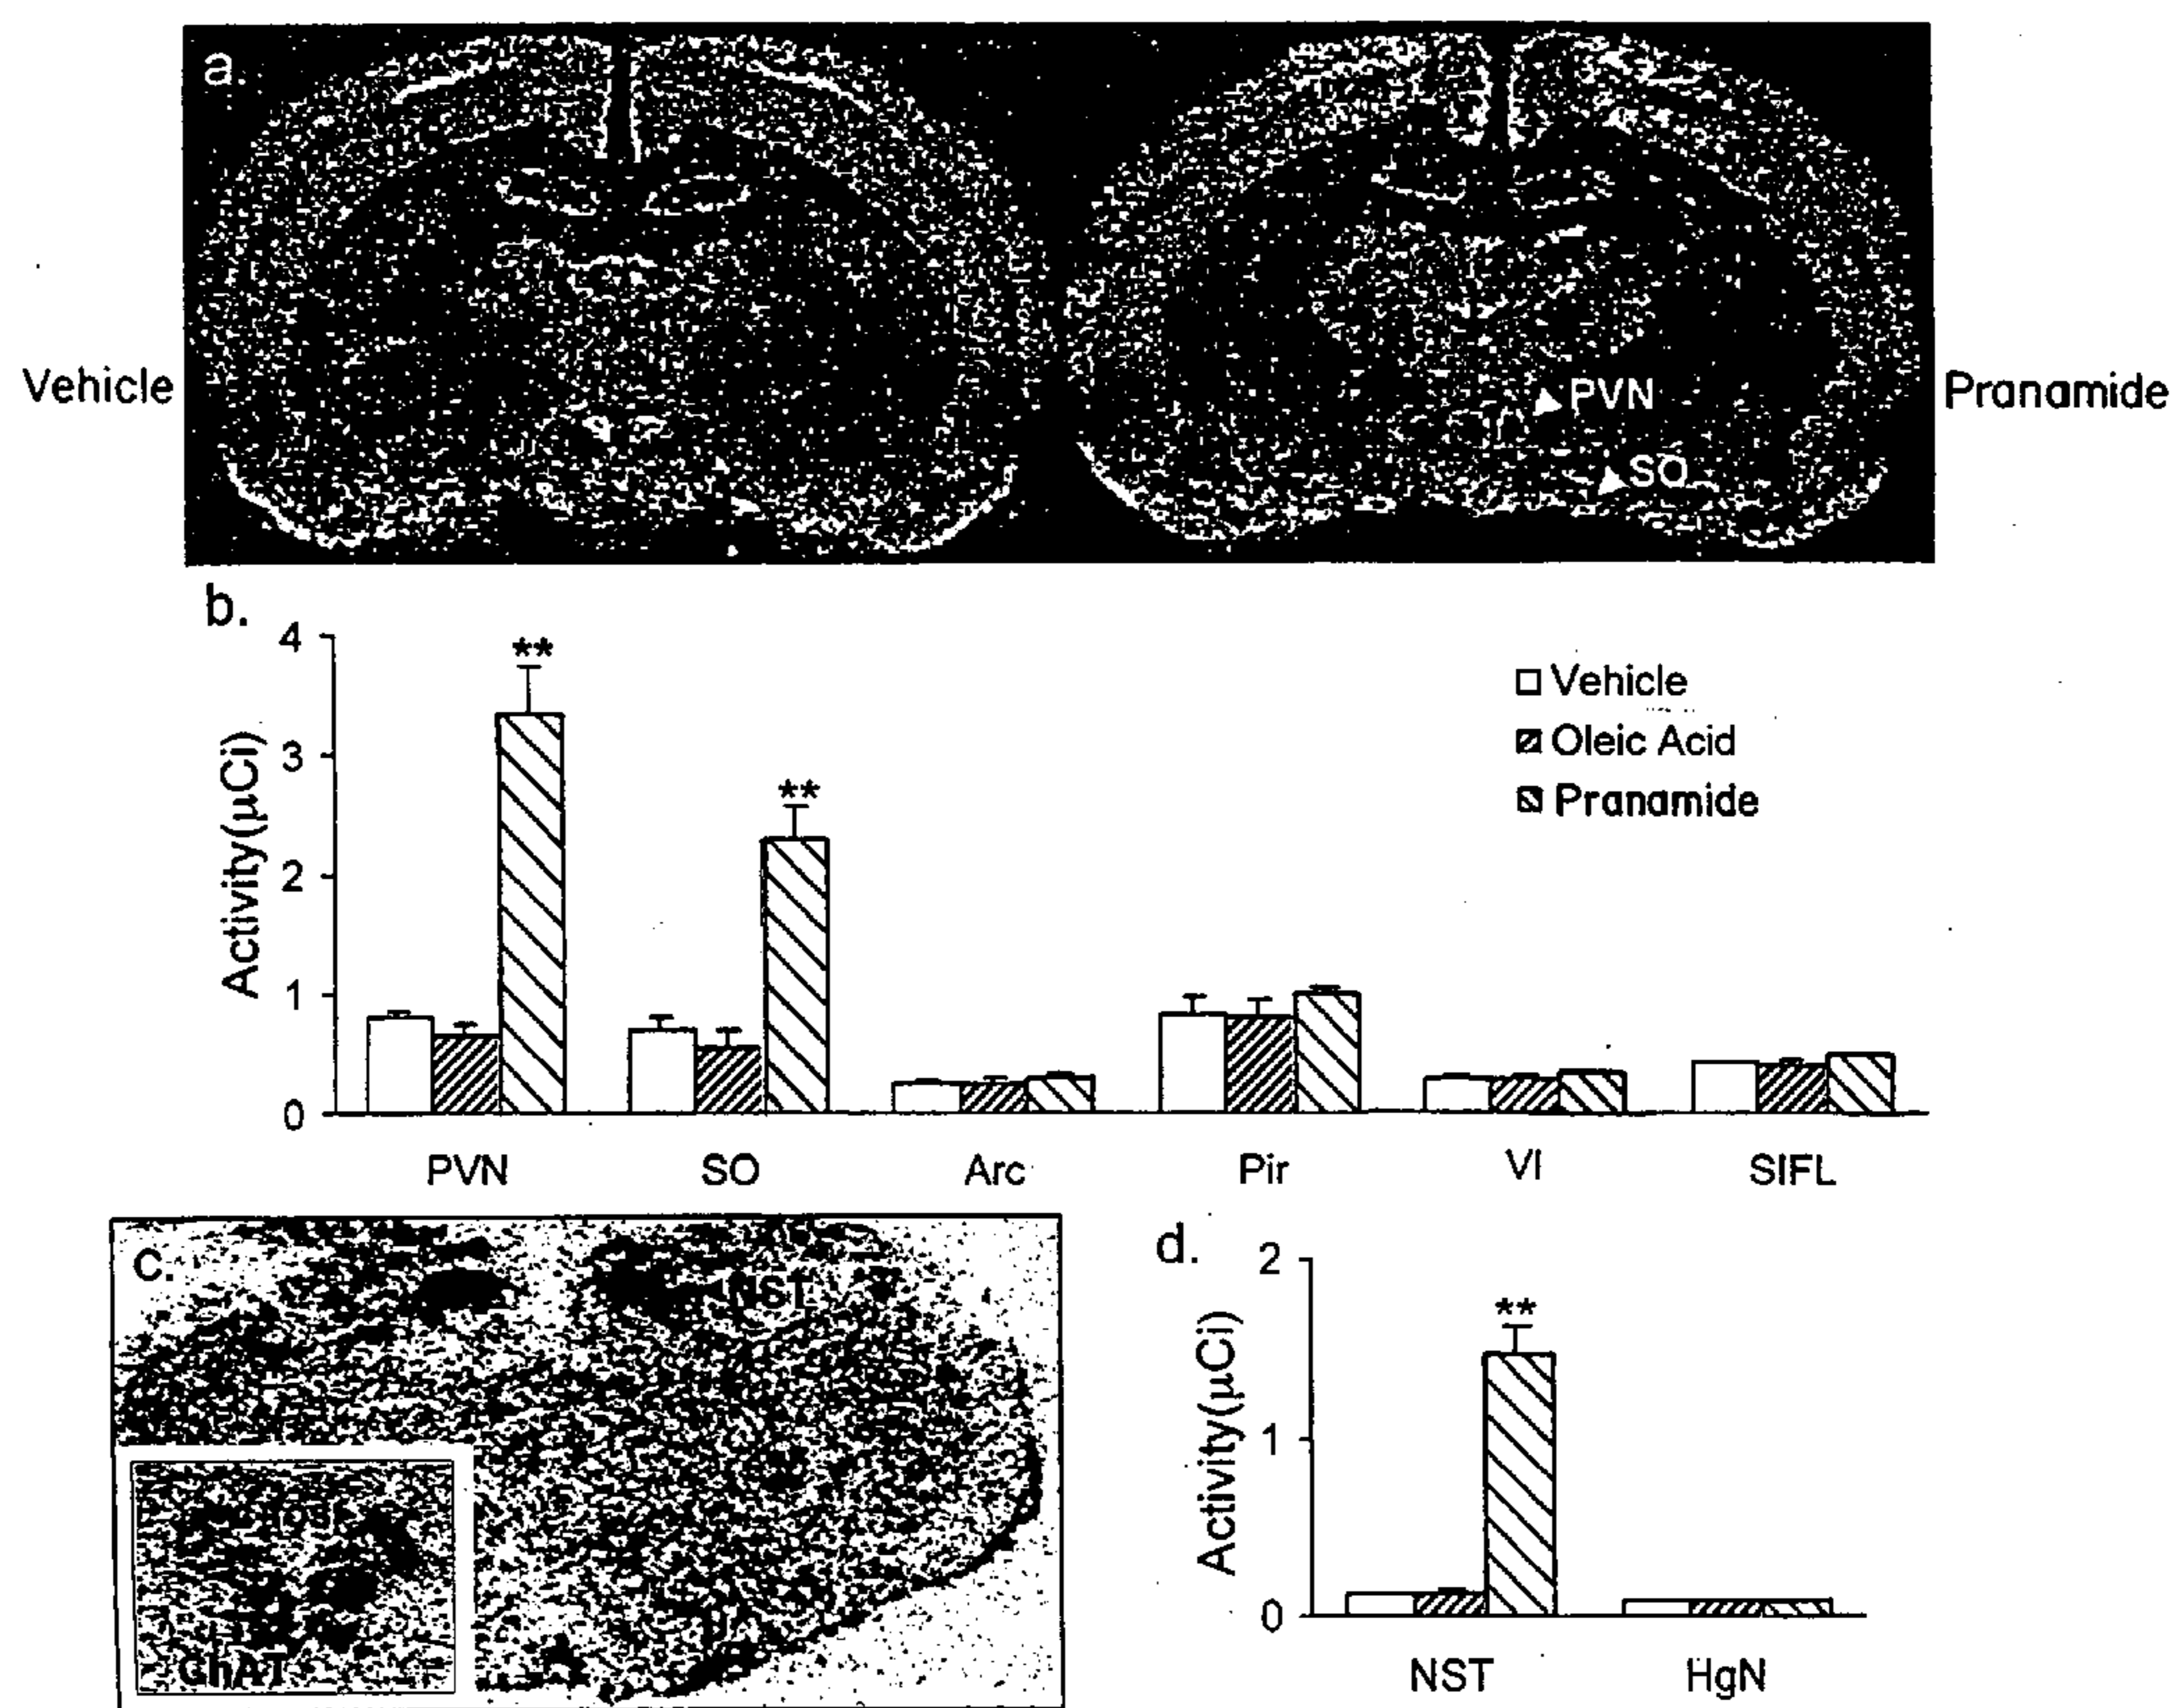 a.
Vehicle
PVN
SO
Pranamide
b.
4
3
2
1
0
Activity(μCi)
**
**
Vehicle
Oleic Acid
Pranamide
PVN
SO
Arc
Pir
VI
SIFL
c.
NST
ChAT
d.
2
1
0
Activity(μCi)
**
NST
HgN